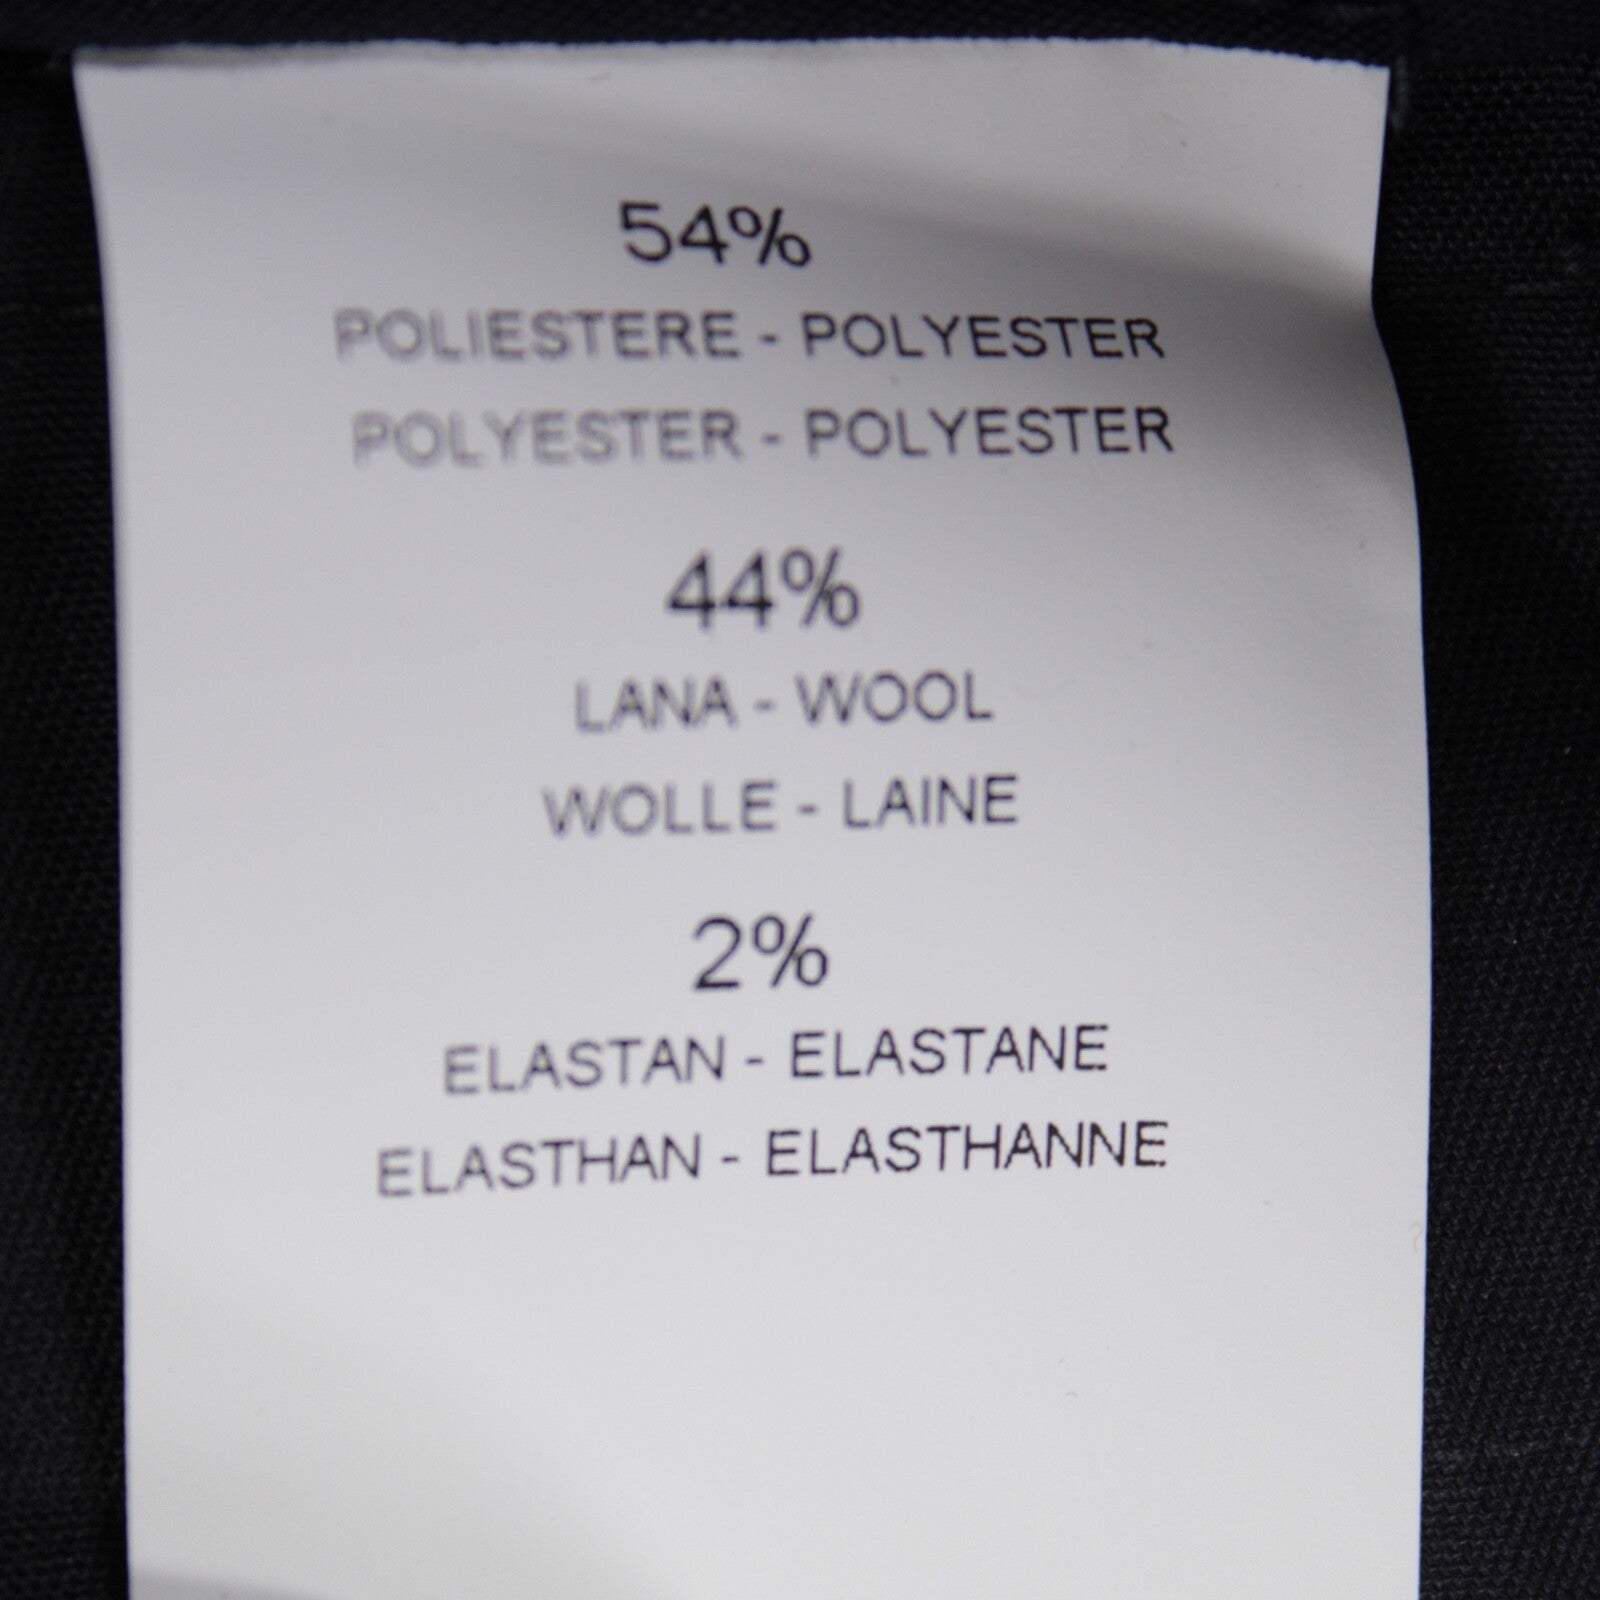 54%
POLIESTERE - POLYESTER
POLYESTER - POLYESTER
44%
LANA - WOOL
WOLLE - LAINE
2%
ELASTAN - ELASTANE
ELASTHAN - ELASTHANNE